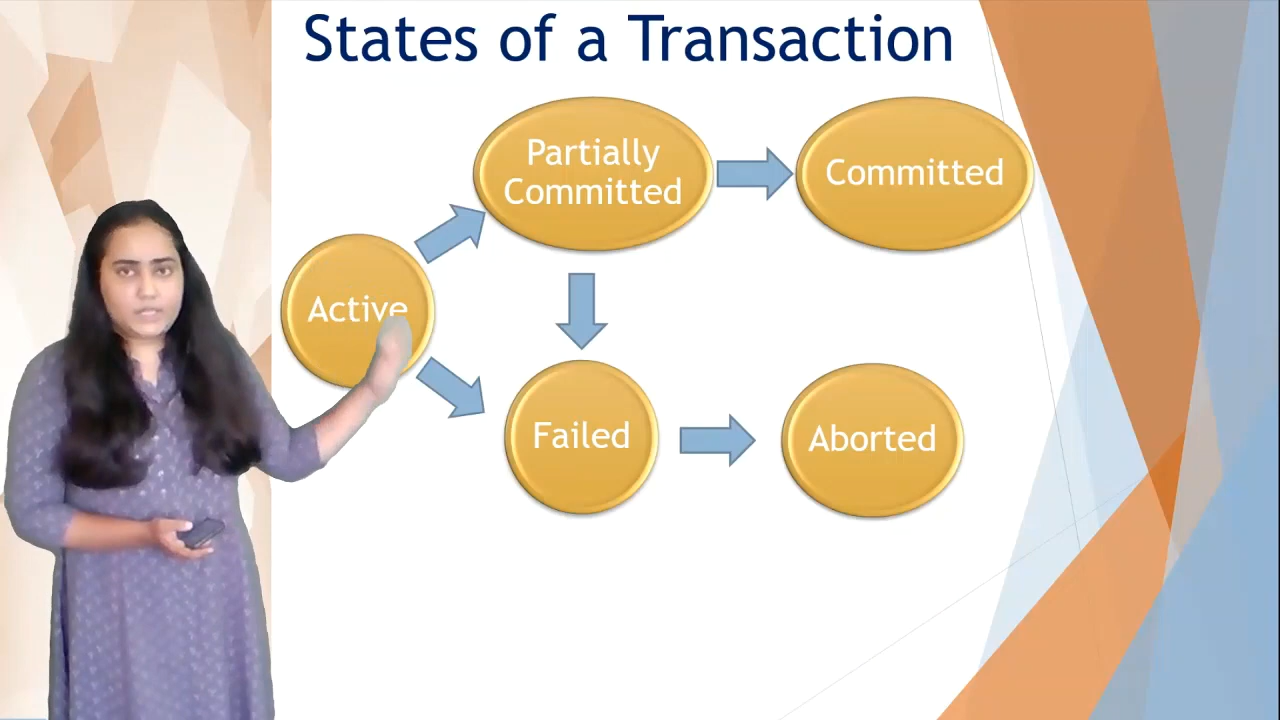 States of a Transaction
Partially
Committed
Committed
Active
Failed
Aborted